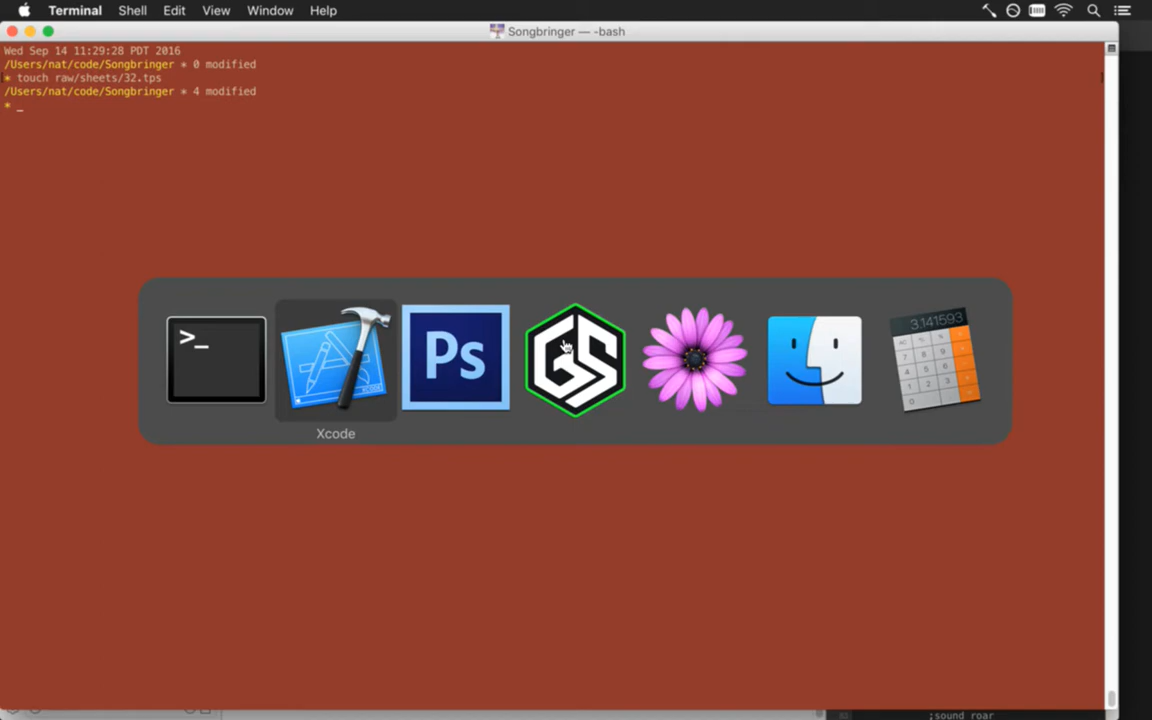 Terminal Shell Edit View Window Help
Songbringer — -bash
Wed Sep 14 11:29:28 PDT 2016
/Users/nat/code/Songbringer * 0 modified
* touch raw/sheets/32.tps
/Users/nat/code/Songbringer * 4 modified
* _
>_ Ps GS 3.141593
Xcode
;sound roar